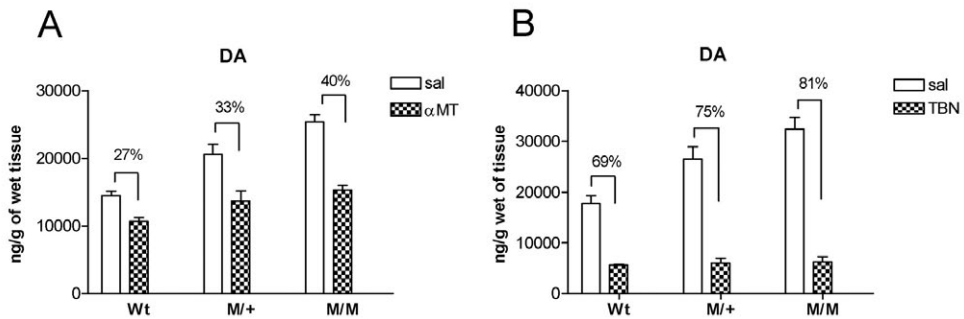 A
DA
30000
20000
10000
0
ng/g of wet tissue
27%
33%
40%
sal
αMT
Wt
M/+
M/M
B
DA
40000
30000
20000
10000
0
ng/g wet of tissue
69%
75%
81%
sal
TBN
Wt
M/+
M/M